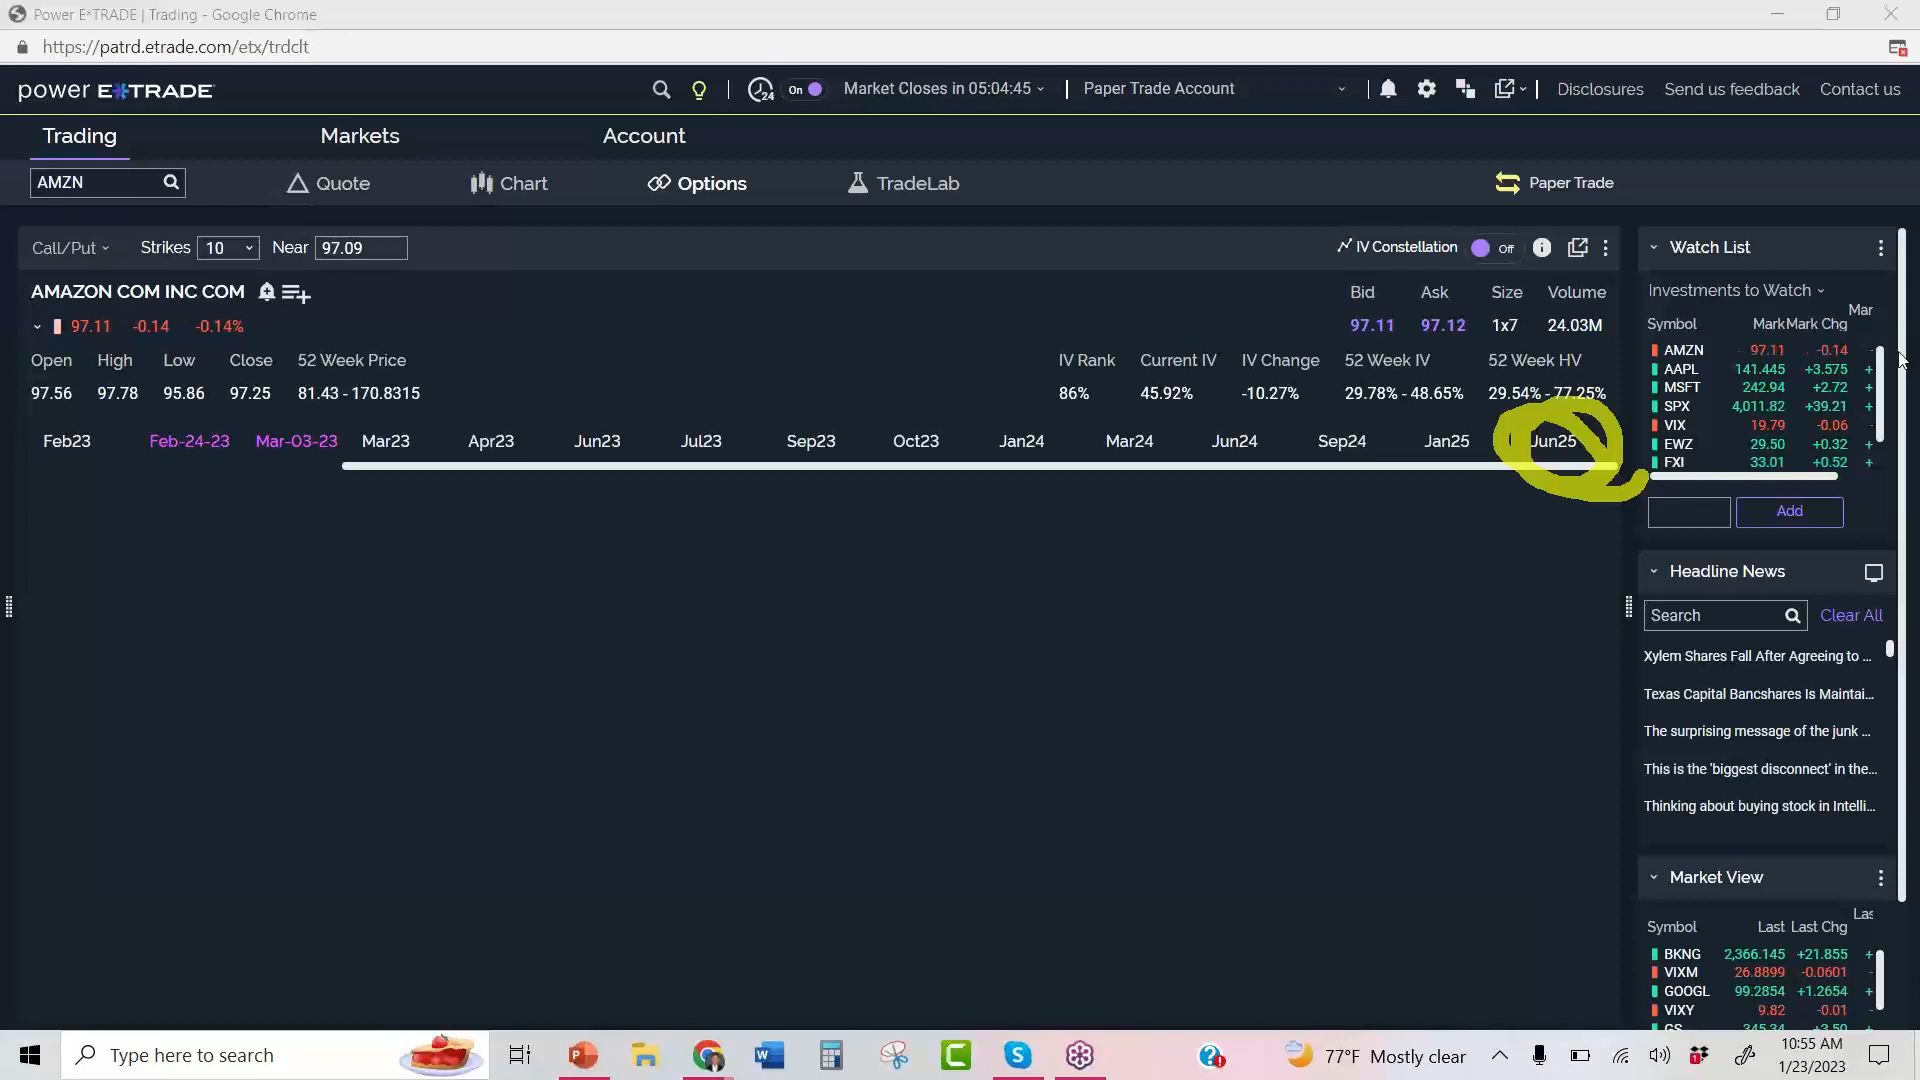 Power E*TRADE | Trading - Google Chrome
https://patrd.etrade.com/etx/trdclt
power E*TRADE 24 On Market Closes in 05:04:45 Paper Trade Account Disclosures Send us feedback Contact us
Trading Markets Account
AMZN Quote Chart Options TradeLab Paper Trade
Call/Put Strikes 10 Near 97.09 IV Constellation Off
AMAZON COM INC COM
97.11 -0.14 -0.14%
Bid Ask Size Volume
97.11 97.12 1x7 24.03M
Open High Low Close 52 Week Price
97.56 97.78 95.86 97.25 81.43 - 170.8315
IV Rank Current IV IV Change 52 Week IV 52 Week HV
86% 45.92% -10.27% 29.78% - 48.65% 29.54% - 77.25%
Feb23 Feb-24-23 Mar-03-23 Mar23 Apr23 Jun23 Jul23 Sep23 Oct23 Jan24 Mar24 Jun24 Sep24 Jan25 Jun25
Watch List
Investments to Watch
Symbol Mark Mark Chg Mar
AMZN 97.11 -0.14 -
AAPL 141.445 +3.575 +
MSFT 242.94 +2.72 +
SPX 4,011.82 +39.21 +
VIX 19.79 -0.06 -
EWZ 29.50 +0.32 +
FXI 33.01 +0.52 +
Add
Headline News
Search Clear All
Xylem Shares Fall After Agreeing to ...
Texas Capital Bancshares Is Maintai...
The surprising message of the junk ...
This is the 'biggest disconnect' in the...
Thinking about buying stock in Intelli...
Market View
Symbol Last Last Chg Las
BKNG 2,366.145 +21.855 +
VIXM 26.8899 -0.0601 -
GOOGL 99.2854 +1.2654 +
VIXY 9.82 -0.01 -
GS 345.34 +3.50 +
Type here to search
77°F Mostly clear
10:55 AM
1/23/2023